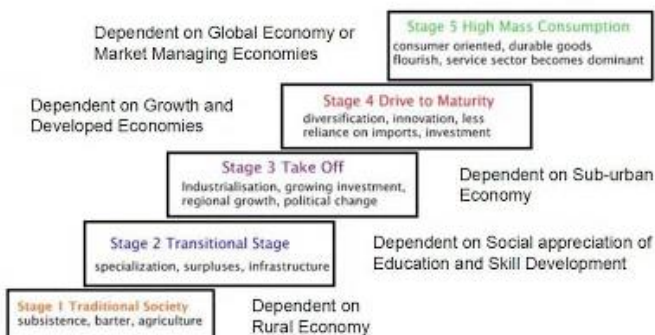 Dependent on Global Economy or
Market Managing Economies
Stage 5 High Mass Consumption
consumer oriented, durable goods
flourish, service sector becomes dominant
Dependent on Growth and
Developed Economies
Stage 4 Drive to Maturity
diversification, innovation, less
reliance on imports, investment
Stage 3 Take Off
Industrialisation, growing investment,
regional growth, political change
Dependent on Sub-urban
Economy
Stage 2 Transitional Stage
specialization, surpluses, infrastructure
Dependent on Social appreciation of
Education and Skill Development
Stage 1 Traditional Society
subsistence, barter, agriculture
Dependent on
Rural Economy